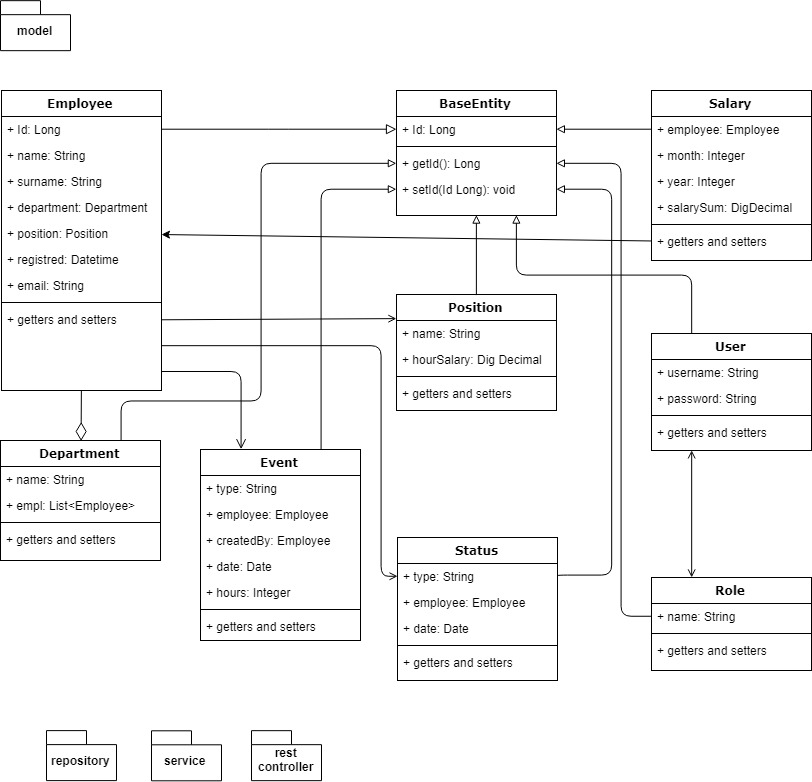 model
Employee
+ Id: Long
+ name: String
+ surname: String
+ department: Department
+ position: Position
+ registred: Datetime
+ email: String
+ getters and setters
BaseEntity
+ Id: Long
+ getId(): Long
+ setId(Id Long): void
Salary
+ employee: Employee
+ month: Integer
+ year: Integer
+ salarySum: DigDecimal
+ getters and setters
Position
+ name: String
+ hourSalary: Dig Decimal
+ getters and setters
User
+ username: String
+ password: String
+ getters and setters
Department
+ name: String
+ empl: List<Employee>
+ getters and setters
Event
+ type: String
+ employee: Employee
+ createdBy: Employee
+ date: Date
+ hours: Integer
+ getters and setters
Status
+ type: String
+ employee: Employee
+ date: Date
+ getters and setters
Role
+ name: String
+ getters and setters
repository
service
rest
controller